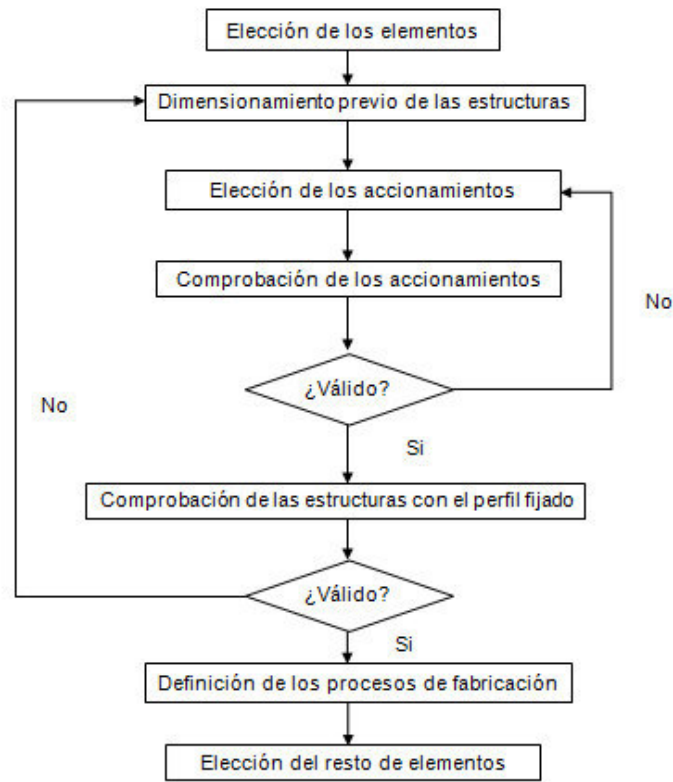 Elección de los elementos
Dimensionamiento previo de las estructuras
Elección de los accionamientos
Comprobación de los accionamientos
No
¿Válido?
No
Si
Comprobación de las estructuras con el perfil fijado
¿Válido?
Si
Definición de los procesos de fabricación
Elección del resto de elementos